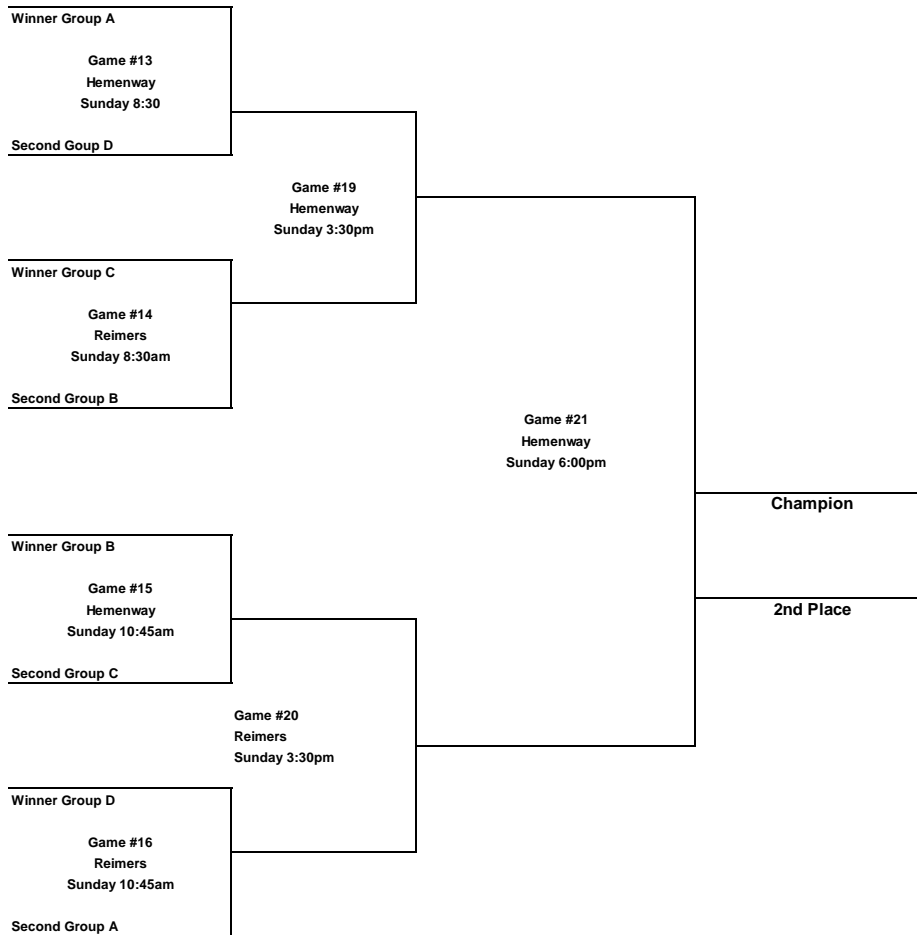 Winner Group A
Game #13
Hemenway
Sunday 8:30
Second Goup D
Game #19
Hemenway
Sunday 3:30pm
Winner Group C
Game #14
Reimers
Sunday 8:30am
Second Group B
Game #21
Hemenway
Sunday 6:00pm
Champion
Winner Group B
Game #15
Hemenway
Sunday 10:45am
2nd Place
Second Group C
Game #20
Reimers
Sunday 3:30pm
Winner Group D
Game #16
Reimers
Sunday 10:45am
Second Group A